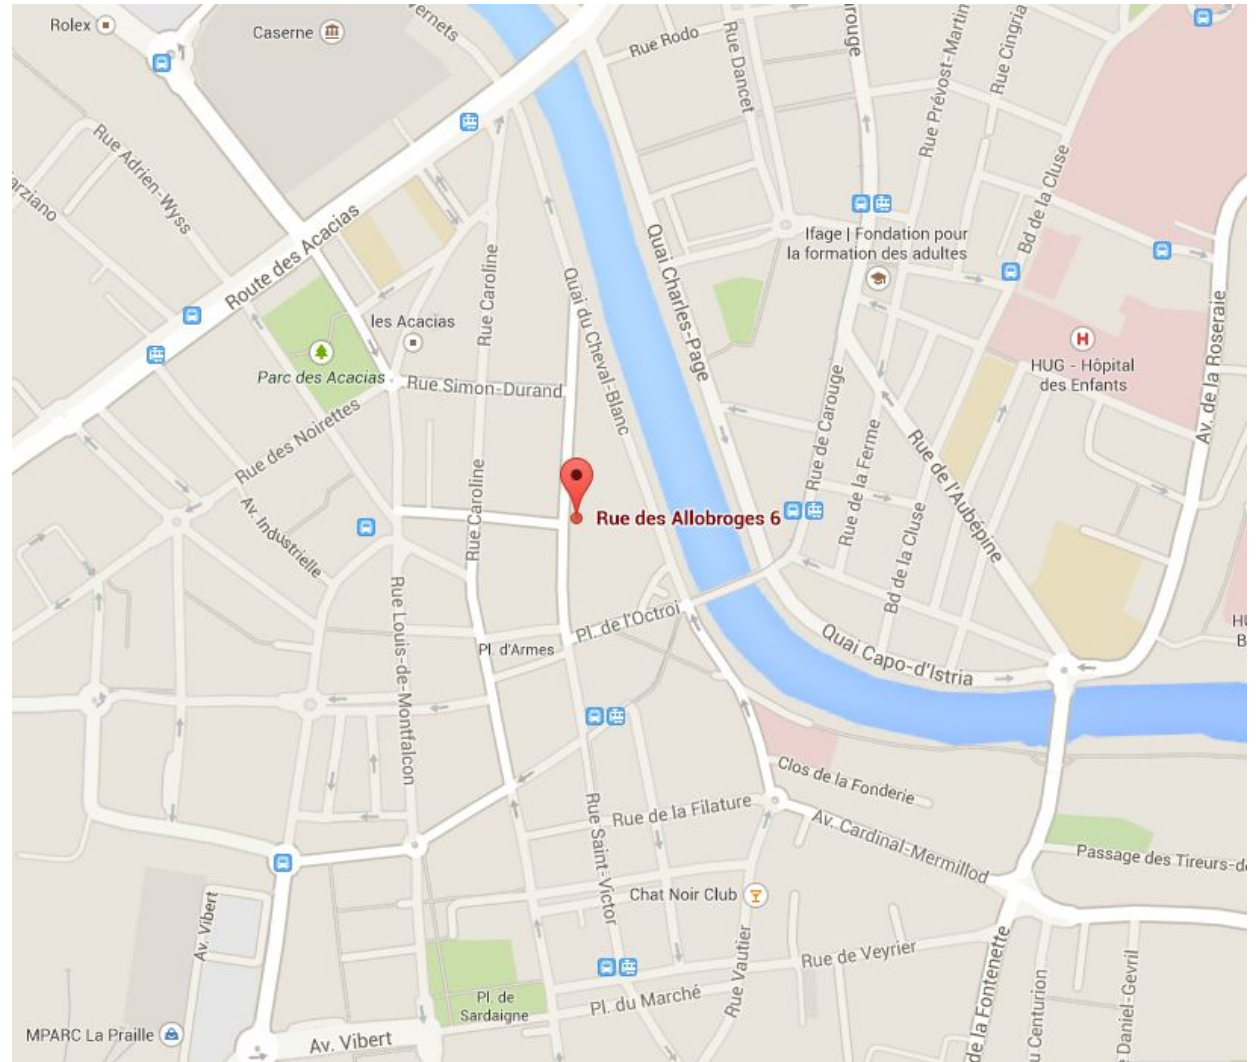 Rolex
Caserne
Rue Rodo
Rue Dancet
Rue Prévost-Martin
Rue Cingria
Rue Adrien-Wyss
Bd de la Cluse
Ifage | Fondation pour
la formation des adultes
Route des Acacias
Rue Caroline
Quai du Cheval-Blanc
Quai Charles-Page
les Acacias
Parc des Acacias
Rue Simon-Durand
HUG - Hôpital
des Enfants
Av. de la Roseraie
Rue des Noirettes
Rue de Carouge
Rue de la Ferme
Rue de l'Aubépine
Av. Industrielle
Rue Caroline
Rue des Allobroges 6
Bd de la Cluse
Rue Louis-de-Montfalcon
Pl. de l'Octroi
Pl. d'Armes
Quai Capo-d'Istria
Clos de la Fonderie
Rue de la Filature
Av. Cardinal-Mermillod
Rue Saint-Victor
Passage des Tireurs-d
Chat Noir Club
Av. Vibert
Rue Vautier
Rue de Veyrier
de la Fontenette
u Centurion
e Daniel-Gevril
Pl. de
Sardaigne
Pl. du Marché
MPARC La Praille
Av. Vibert